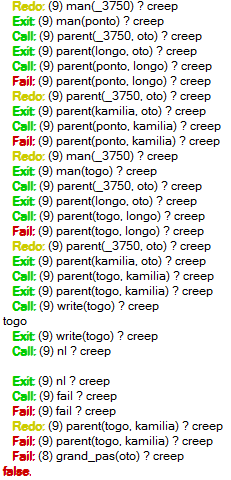 Redo: (9) man(_3750) ? creep
Exit: (9) man(ponto) ? creep
Call: (9) parent(_3750, oto) ? creep
Exit: (9) parent(longo, oto) ? creep
Call: (9) parent(ponto, longo) ? creep
Fail: (9) parent(ponto, longo) ? creep
Redo: (9) parent(_3750, oto) ? creep
Exit: (9) parent(kamilia, oto) ? creep
Call: (9) parent(ponto, kamilia) ? creep
Fail: (9) parent(ponto, kamilia) ? creep
Redo: (9) man(_3750) ? creep
Exit: (9) man(togo) ? creep
Call: (9) parent(_3750, oto) ? creep
Exit: (9) parent(longo, oto) ? creep
Call: (9) parent(togo, longo) ? creep
Fail: (9) parent(togo, longo) ? creep
Redo: (9) parent(_3750, oto) ? creep
Exit: (9) parent(kamilia, oto) ? creep
Call: (9) parent(togo, kamilia) ? creep
Exit: (9) parent(togo, kamilia) ? creep
Call: (9) write(togo) ? creep
togo
Exit: (9) write(togo) ? creep
Call: (9) nl ? creep
Exit: (9) nl ? creep
Call: (9) fail ? creep
Fail: (9) fail ? creep
Redo: (9) parent(togo, kamilia) ? creep
Fail: (9) parent(togo, kamilia) ? creep
Fail: (8) grand_pas(oto) ? creep
false.